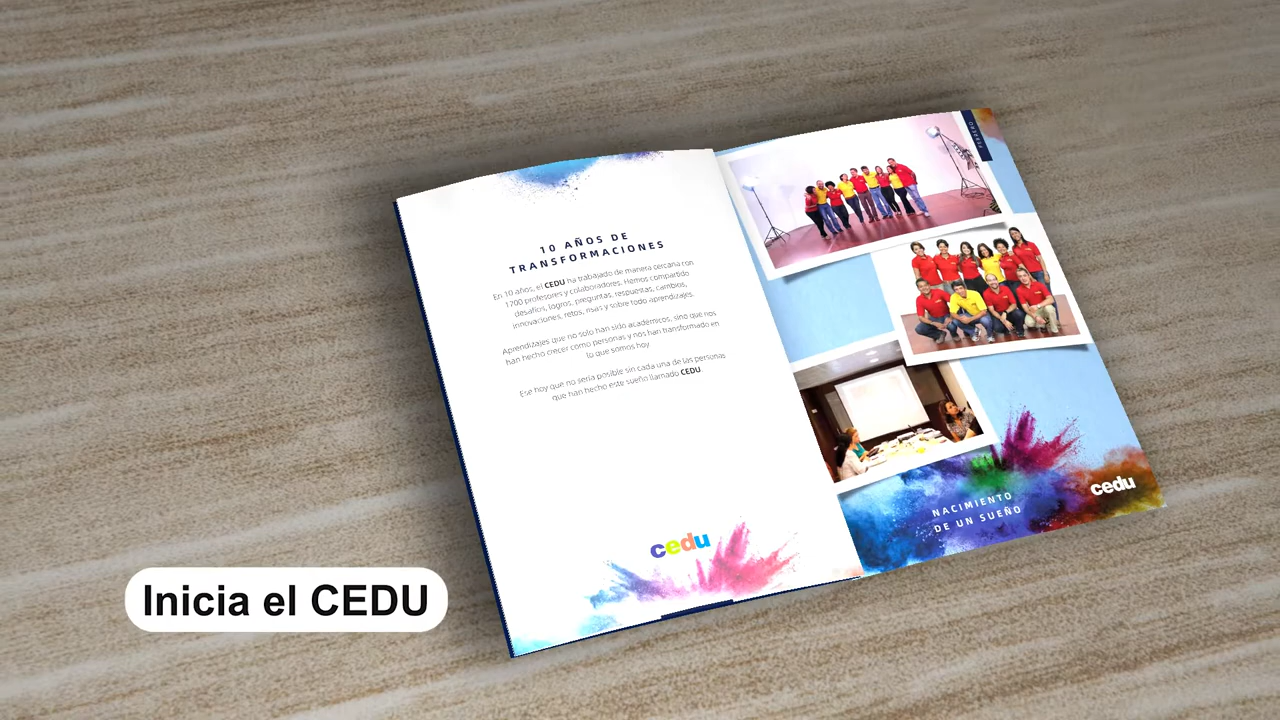 10 AÑOS DE
TRANSFORMACIONES
En 10 años, el CEDU ha trabajado de manera cercana con
1700 profesores y colaboradores. Hemos compartido
desafíos, logros, preguntas, respuestas, cambios,
innovaciones, retos, risas y sobre todo aprendizajes.
Aprendizajes que no solo han sido académicos, sino que nos
han hecho crecer como personas y nos han transformado en
lo que somos hoy.
Ese hoy que no sería posible sin cada una de las personas
que han hecho este sueño llamado CEDU.
cedu
NACIMIENTO
DE UN SUEÑO
cedu
Inicia el CEDU